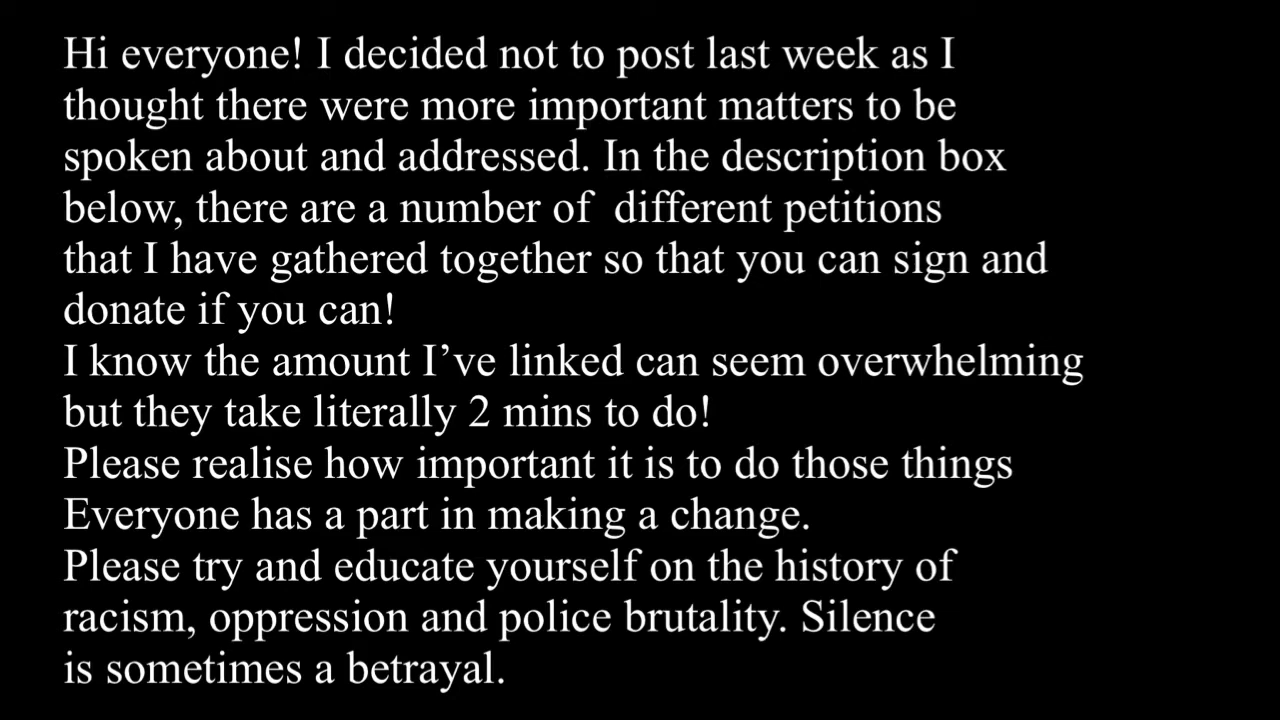 Hi everyone! I decided not to post last week as I
thought there were more important matters to be
spoken about and addressed. In the description box
below, there are a number of  different petitions
that I have gathered together so that you can sign and
donate if you can!
I know the amount I’ve linked can seem overwhelming
but they take literally 2 mins to do!
Please realise how important it is to do those things
Everyone has a part in making a change.
Please try and educate yourself on the history of
racism, oppression and police brutality. Silence
is sometimes a betrayal.